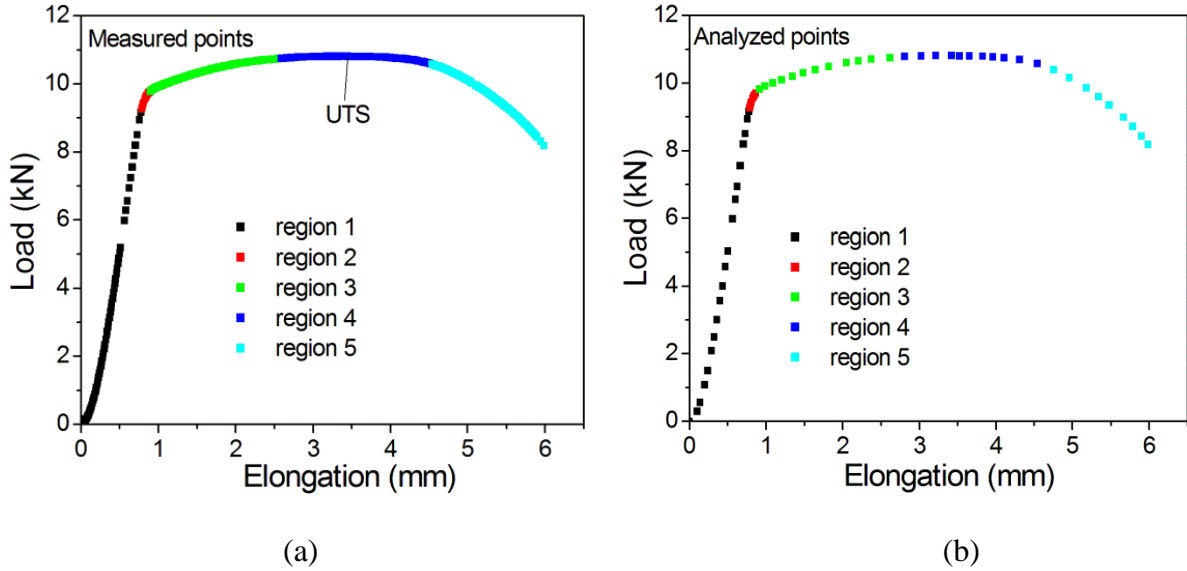 Measured points
UTS
Load (kN)
12
10
8
6
4
2
0
region 1
region 2
region 3
region 4
region 5
0 1 2 3 4 5 6
Elongation (mm)
(a)
Analyzed points
Load (kN)
12
10
8
6
4
2
0
region 1
region 2
region 3
region 4
region 5
0 1 2 3 4 5 6
Elongation (mm)
(b)